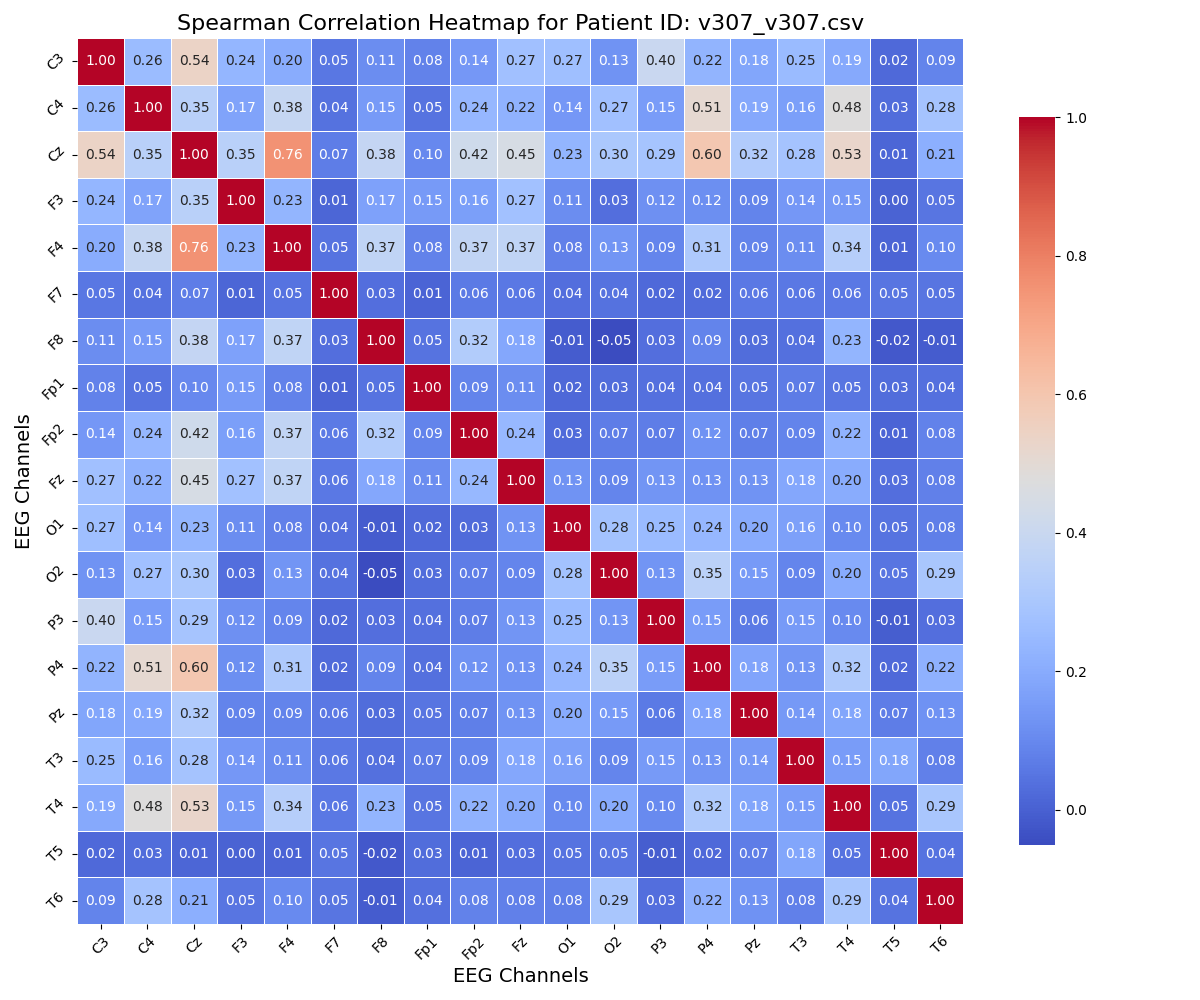 Spearman Correlation Heatmap for Patient ID: v307_v307.csv
C3 1.00 0.26 0.54 0.24 0.20 0.05 0.11 0.08 0.14 0.27 0.27 0.13 0.40 0.22 0.18 0.25 0.19 0.02 0.09
C4 0.26 1.00 0.35 0.17 0.38 0.04 0.15 0.05 0.24 0.22 0.14 0.27 0.15 0.51 0.19 0.16 0.48 0.03 0.28
Cz 0.54 0.35 1.00 0.35 0.76 0.07 0.38 0.10 0.42 0.45 0.23 0.30 0.29 0.60 0.32 0.28 0.53 0.01 0.21
F3 0.24 0.17 0.35 1.00 0.23 0.01 0.17 0.15 0.16 0.27 0.11 0.03 0.12 0.12 0.09 0.14 0.15 0.00 0.05
F4 0.20 0.38 0.76 0.23 1.00 0.05 0.37 0.08 0.37 0.37 0.08 0.13 0.09 0.31 0.09 0.11 0.34 0.01 0.10
F7 0.05 0.04 0.07 0.01 0.05 1.00 0.03 0.01 0.06 0.06 0.04 0.04 0.02 0.02 0.06 0.06 0.06 0.05 0.05
F8 0.11 0.15 0.38 0.17 0.37 0.03 1.00 0.05 0.32 0.18 -0.01 -0.05 0.03 0.09 0.03 0.04 0.23 -0.02 -0.01
Fp1 0.08 0.05 0.10 0.15 0.08 0.01 0.05 1.00 0.09 0.11 0.02 0.03 0.04 0.04 0.05 0.07 0.05 0.03 0.04
Fp2 0.14 0.24 0.42 0.16 0.37 0.06 0.32 0.09 1.00 0.24 0.03 0.07 0.07 0.12 0.07 0.09 0.22 0.01 0.08
Fz 0.27 0.22 0.45 0.27 0.37 0.06 0.18 0.11 0.24 1.00 0.13 0.09 0.13 0.13 0.13 0.18 0.20 0.03 0.08
O1 0.27 0.14 0.23 0.11 0.08 0.04 -0.01 0.02 0.03 0.13 1.00 0.28 0.25 0.24 0.20 0.16 0.10 0.05 0.08
O2 0.13 0.27 0.30 0.03 0.13 0.04 -0.05 0.03 0.07 0.09 0.28 1.00 0.13 0.35 0.15 0.09 0.20 0.05 0.29
P3 0.40 0.15 0.29 0.12 0.09 0.02 0.03 0.04 0.07 0.13 0.25 0.13 1.00 0.15 0.06 0.15 0.10 -0.01 0.03
P4 0.22 0.51 0.60 0.12 0.31 0.02 0.09 0.04 0.12 0.13 0.24 0.35 0.15 1.00 0.18 0.13 0.32 0.02 0.22
Pz 0.18 0.19 0.32 0.09 0.09 0.06 0.03 0.05 0.07 0.13 0.20 0.15 0.06 0.18 1.00 0.14 0.18 0.07 0.13
T3 0.25 0.16 0.28 0.14 0.11 0.06 0.04 0.07 0.09 0.18 0.16 0.09 0.15 0.13 0.14 1.00 0.15 0.18 0.08
T4 0.19 0.48 0.53 0.15 0.34 0.06 0.23 0.05 0.22 0.20 0.10 0.20 0.10 0.32 0.18 0.15 1.00 0.05 0.29
T5 0.02 0.03 0.01 0.00 0.01 0.05 -0.02 0.03 0.01 0.03 0.05 0.05 -0.01 0.02 0.07 0.18 0.05 1.00 0.04
T6 0.09 0.28 0.21 0.05 0.10 0.05 -0.01 0.04 0.08 0.08 0.08 0.29 0.03 0.22 0.13 0.08 0.29 0.04 1.00
C3 C4 Cz F3 F4 F7 F8 Fp1 Fp2 Fz O1 O2 P3 P4 Pz T3 T4 T5 T6
EEG Channels
EEG Channels
1.0
0.8
0.6
0.4
0.2
0.0